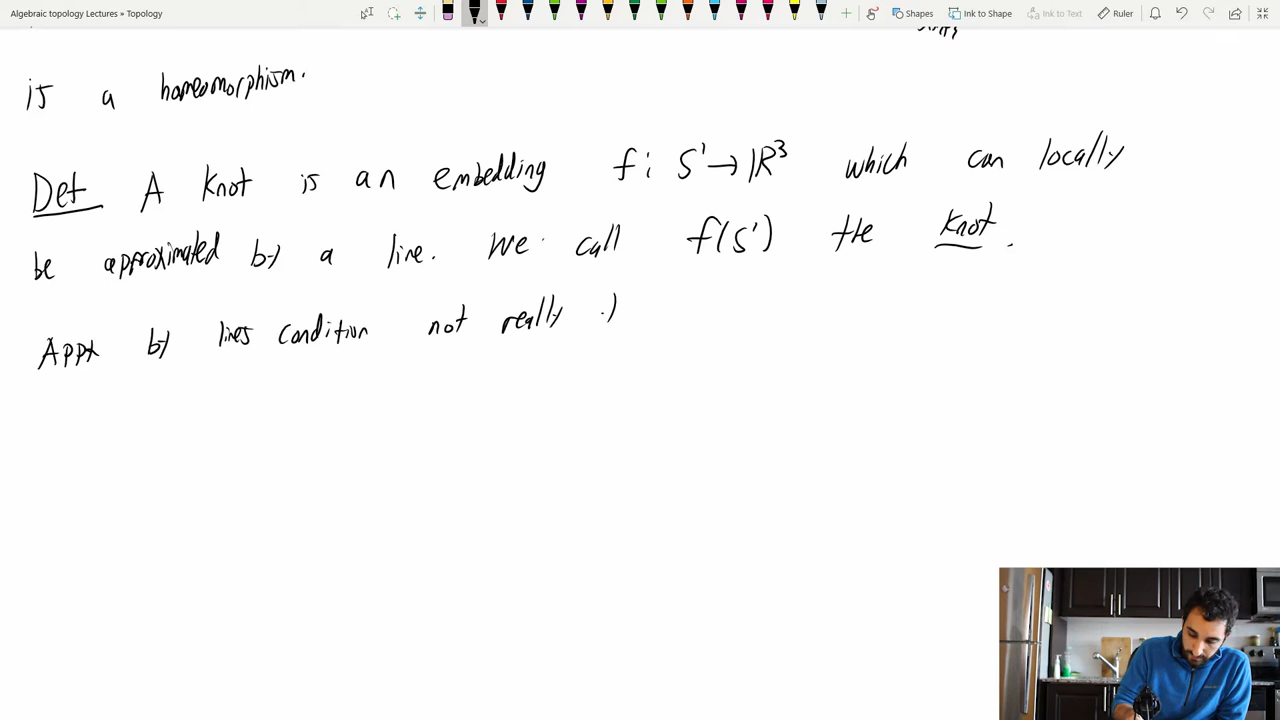 Algebraic topology Lectures » Topology
Shapes Ink to Shape Ink to Text Ruler
is a homeomorphism.
Def A knot is an embedding f: S¹→ℝ³ which can locally
be approximated by a line. We call f(S¹) the knot.
Appx by lines condition not really